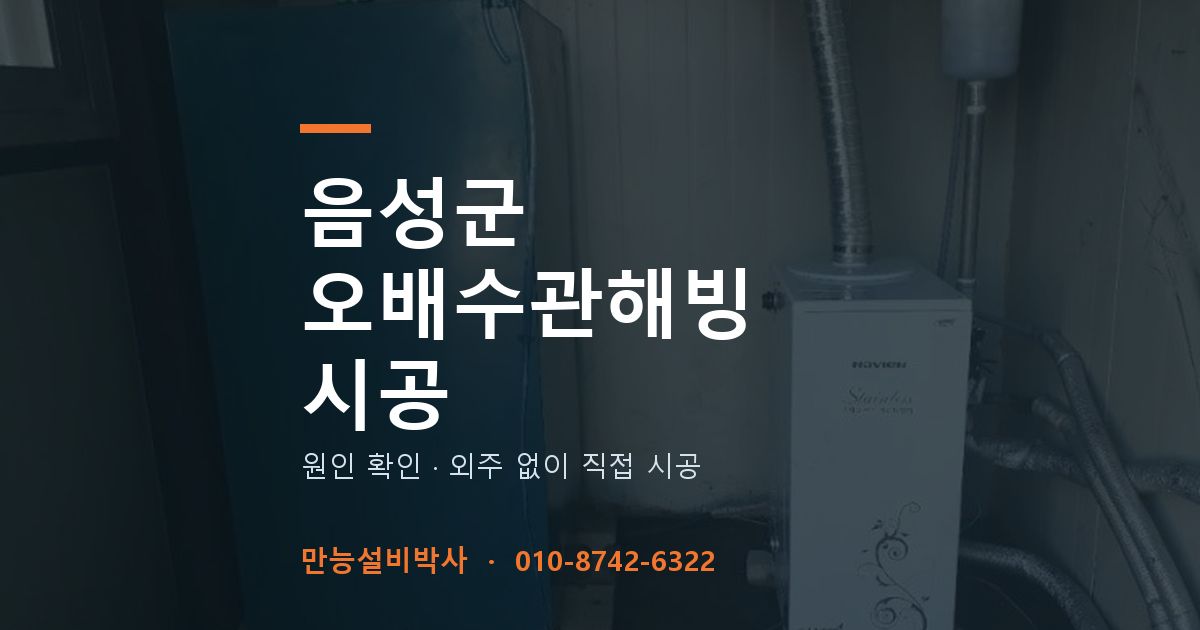 음성군
오배수관해빙
시공
원인 확인 · 외주 없이 직접 시공
만능설비박사 · 010-8742-6322
NAVIEN
Stainless